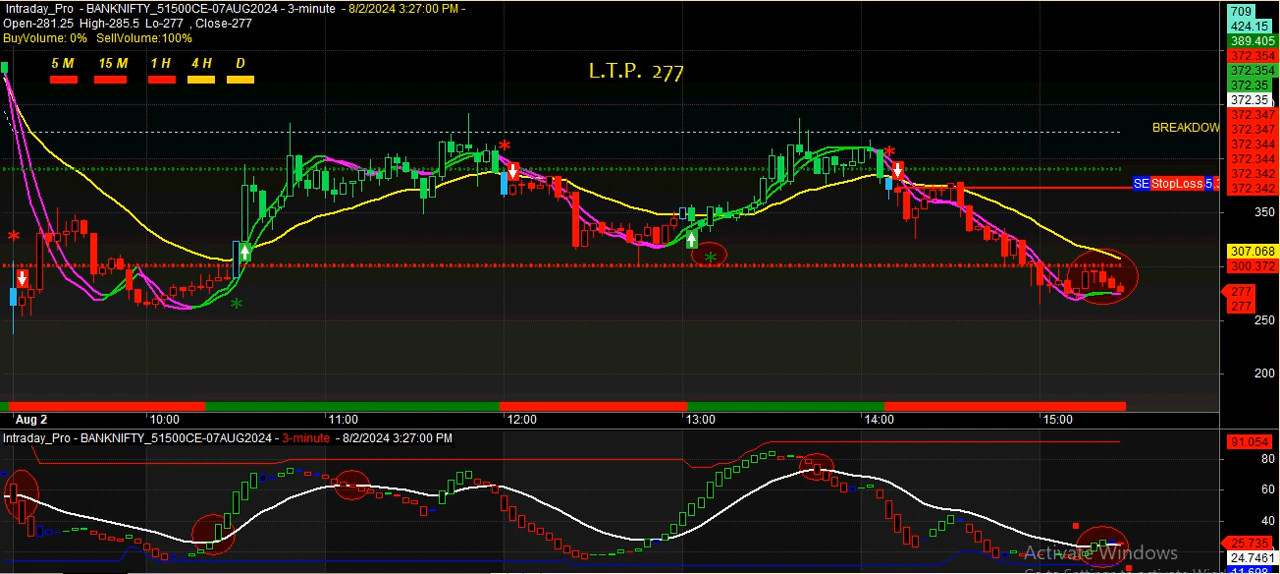 Intraday_Pro - BANKNIFTY_51500CE-07AUG2024 - 3-minute - 8/2/2024 3:27:00 PM -
Open-281.25 High-285.5 Lo-277 , Close-277
BuyVolume: 0% SellVolume:100%
5 M 15 M 1 H 4 H D
L.T.P. 277
709
424.15
389.405
372.354
372.354
372.35
372.35
372.347
BREAKDOW
372.347
372.344
372.344
372.342
SE StopLoss 5,
372.342
350
307.068
300.372
277
277
250
200
Aug 2 10:00 11:00 12:00 13:00 14:00 15:00
Intraday_Pro - BANKNIFTY_51500CE-07AUG2024 - 3-minute - 8/2/2024 3:27:00 PM
91.054
80
60
40
25.735
Activate Windows
24.7461
11.698